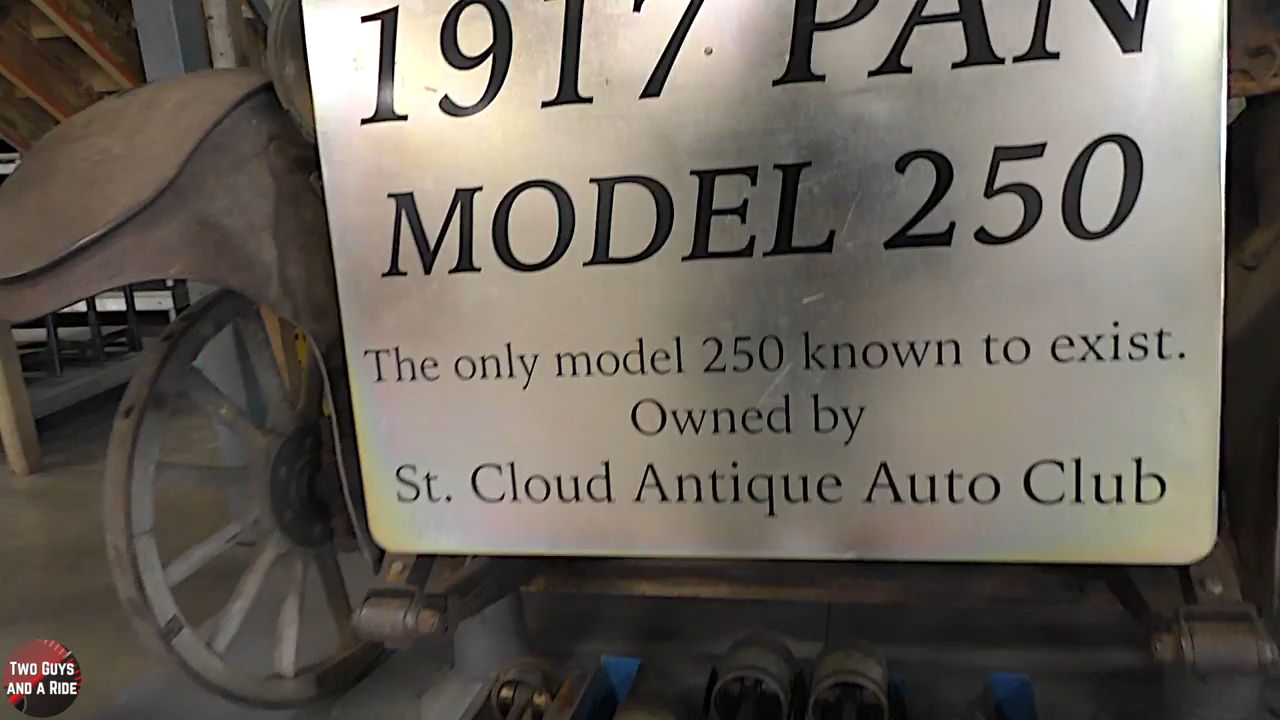 1917 PAN
MODEL 250
The only model 250 known to exist.
Owned by
St. Cloud Antique Auto Club
TWO GUYS
AND A RIDE